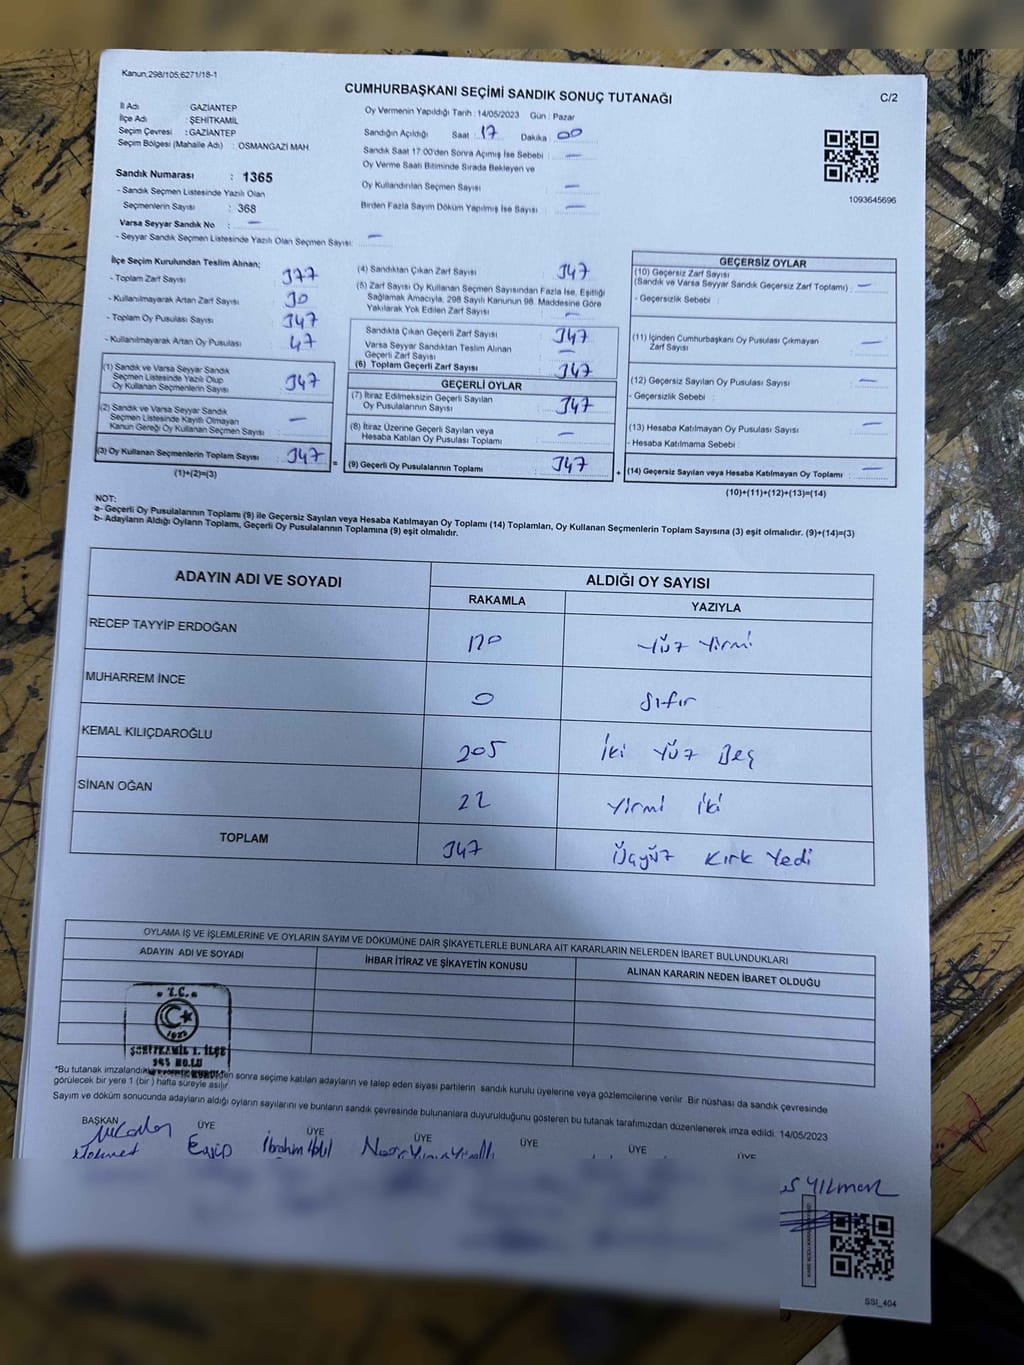 Kanun;298/105;6271/18-1
CUMHURBAŞKANI SEÇİMİ SANDIK SONUÇ TUTANAĞI
C/2
İl Adı : GAZİANTEP
İlçe Adı : ŞEHİTKAMİL
Seçim Çevresi : GAZİANTEP
Seçim Bölgesi (Mahalle Adı) : OSMANGAZİ MAH
Oy Vermenin Yapıldığı Tarih : 14/05/2023 Gün : Pazar
Sandığın Açıldığı Saat : 17 Dakika : 00
Sandık Saat 17:00'den Sonra Açımış İse Sebebi : —
Oy Verme Saati Bitiminde Sırada Bekleyen ve
Oy Kullandırılan Seçmen Sayısı : —
Birden Fazla Sayım Döküm Yapılmış İse Sayısı : —
1093645696
Sandık Numarası : 1365
- Sandık Seçmen Listesinde Yazılı Olan
Seçmenlerin Sayısı : 368
Varsa Seyyar Sandık No : —
- Seyyar Sandık Seçmen Listesinde Yazılı Olan Seçmen Sayısı: —
İlçe Seçim Kurulundan Teslim Alınan;
- Toplam Zarf Sayısı : 377
- Kullanılmayarak Artan Zarf Sayısı : 30
- Toplam Oy Pusulası Sayısı : 347
- Kullanılmayarak Artan Oy Pusulası : 47
(1) Sandık ve Varsa Seyyar Sandık
Seçmen Listesinde Yazılı Olup
Oy Kullanan Seçmenlerin Sayısı : 347
(2) Sandık ve Varsa Seyyar Sandık
Seçmen Listesinde Kayıtlı Olmayan
Kanun Gereği Oy Kullanan Seçmen Sayısı : —
(3) Oy Kullanan Seçmenlerin Toplam Sayısı : 347
(1)+(2)=(3)
(4) Sandıktan Çıkan Zarf Sayısı : 347
(5) Zarf Sayısı Oy Kullanan Seçmen Sayısından Fazla İse, Eşitliği
Sağlamak Amacıyla, 298 Sayılı Kanunun 98. Maddesine Göre
Yakılarak Yok Edilen Zarf Sayısı : —
Sandıkta Çıkan Geçerli Zarf Sayısı : 347
Varsa Seyyar Sandıktan Teslim Alınan
Geçerli Zarf Sayısı : —
(6) Toplam Geçerli Zarf Sayısı : 347
GEÇERLİ OYLAR
(7) İtiraz Edilmeksizin Geçerli Sayılan
Oy Pusulalarının Sayısı : 347
(8) İtiraz Üzerine Geçerli Sayılan veya
Hesaba Katılan Oy Pusulası Toplamı : —
(9) Geçerli Oy Pusulalarının Toplamı : 347
GEÇERSİZ OYLAR
(10) Geçersiz Zarf Sayısı
(Sandık ve Varsa Seyyar Sandık Geçersiz Zarf Toplamı) : —
- Geçersizlik Sebebi :
(11) İçinden Cumhurbaşkanı Oy Pusulası Çıkmayan
Zarf Sayısı : —
(12) Geçersiz Sayılan Oy Pusulası Sayısı : —
- Geçersizlik Sebebi :
(13) Hesaba Katılmayan Oy Pusulası Sayısı : —
- Hesaba Katılmama Sebebi :
(14) Geçersiz Sayılan veya Hesaba Katılmayan Oy Toplamı : —
(10)+(11)+(12)+(13)=(14)
NOT:
a- Geçerli Oy Pusulalarının Toplamı (9) ile Geçersiz Sayılan veya Hesaba Katılmayan Oy Toplamı (14) Toplamları, Oy Kullanan Seçmenlerin Toplam Sayısına (3) eşit olmalıdır. (9)+(14)=(3)
b- Adayların Aldığı Oyların Toplamı, Geçerli Oy Pusulalarının Toplamına (9) eşit olmalıdır.
ADAYIN ADI VE SOYADI
ALDIĞI OY SAYISI
RAKAMLA YAZIYLA
RECEP TAYYİP ERDOĞAN 120 Yüz Yirmi
MUHARREM İNCE 0 Sıfır
KEMAL KILIÇDAROĞLU 205 İki Yüz Beş
SİNAN OĞAN 22 Yirmi İki
TOPLAM 347 Üçyüz Kırk Yedi
OYLAMA İŞ VE İŞLEMLERİNE VE OYLARIN SAYIM VE DÖKÜMÜNE DAİR ŞİKAYETLERLE BUNLARA AİT KARARLARIN NELERDEN İBARET BULUNDUKLARI
ADAYIN ADI VE SOYADI
İHBAR İTİRAZ VE ŞİKAYETİN KONUSU
ALINAN KARARIN NEDEN İBARET OLDUĞU
T.C.
1923
ŞEHİTKAMİL 1. İLÇE
*Bu tutanak imzalandıktan sonra seçime katılan adayların ve talep eden siyasi partilerin sandık kurulu üyelerine veya gözlemcilerine verilir. Bir nüshası da sandık çevresinde
görülecek bir yere 1 (bir) hafta süreyle asılır.
Sayım ve döküm sonucunda adayların aldığı oyların sayılarını ve bunların sandık çevresinde bulunanlara duyurulduğunu gösteren bu tutanak tarafımızdan düzenlenerek imza edildi. 14/05/2023
BAŞKAN ÜYE ÜYE ÜYE ÜYE ÜYE ÜYE
Mehmet Eyyip İbrahim
Yılmaz
SSI_404